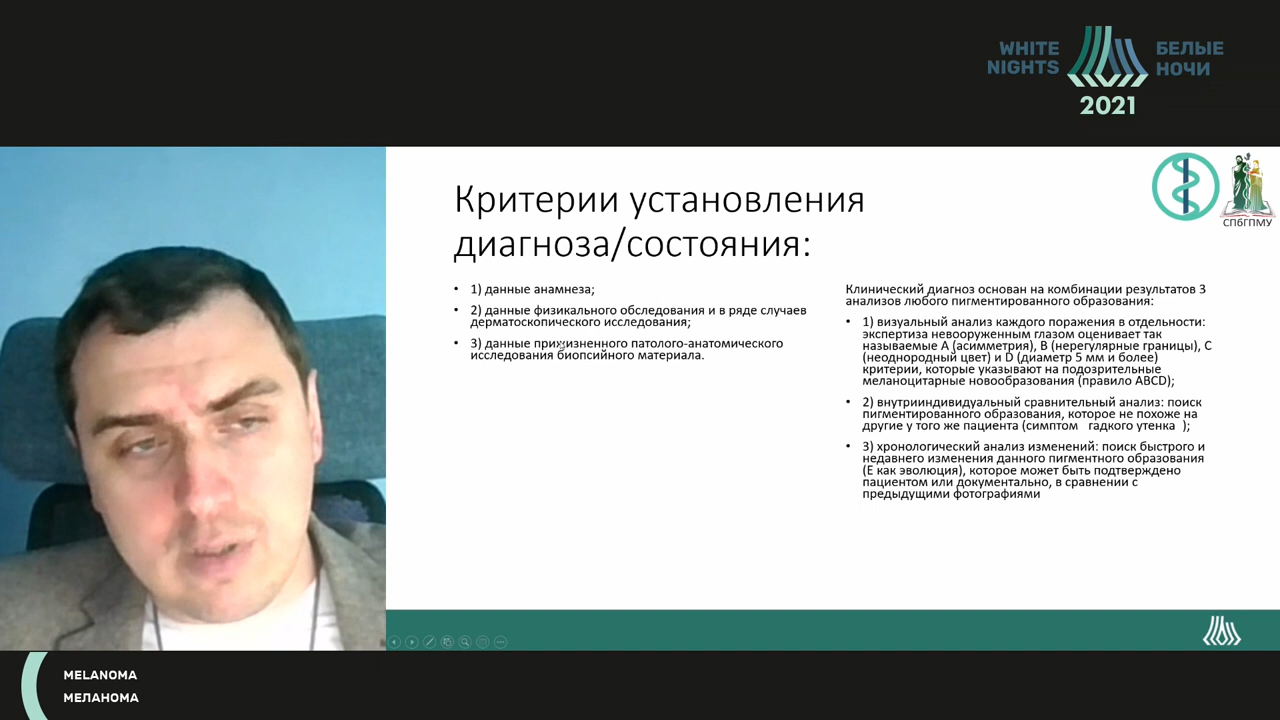 WHITE NIGHTS
БЕЛЫЕ НОЧИ
2021
СПбГПМУ
Критерии установления
диагноза/состояния:
• 1) данные анамнеза;
• 2) данные физикального обследования и в ряде случаев
дерматоскопического исследования;
• 3) данные прижизненного патолого-анатомического
исследования биопсийного материала.
Клинический диагноз основан на комбинации результатов 3
анализов любого пигментированного образования:
• 1) визуальный анализ каждого поражения в отдельности:
экспертиза невооруженным глазом оценивает так
называемые А (асимметрия), В (нерегулярные границы), С
(неоднородный цвет) и D (диаметр 5 мм и более)
критерии, которые указывают на подозрительные
меланоцитарные новообразования (правило ABCD);
• 2) внутрииндивидуальный сравнительный анализ: поиск
пигментированного образования, которое не похоже на
другие у того же пациента (симптом гадкого утенка );
• 3) хронологический анализ изменений: поиск быстрого и
недавнего изменения данного пигментного образования
(Е как эволюция), которое может быть подтверждено
пациентом или документально, в сравнении с
предыдущими фотографиями
MELANOMA
МЕЛАНОМА